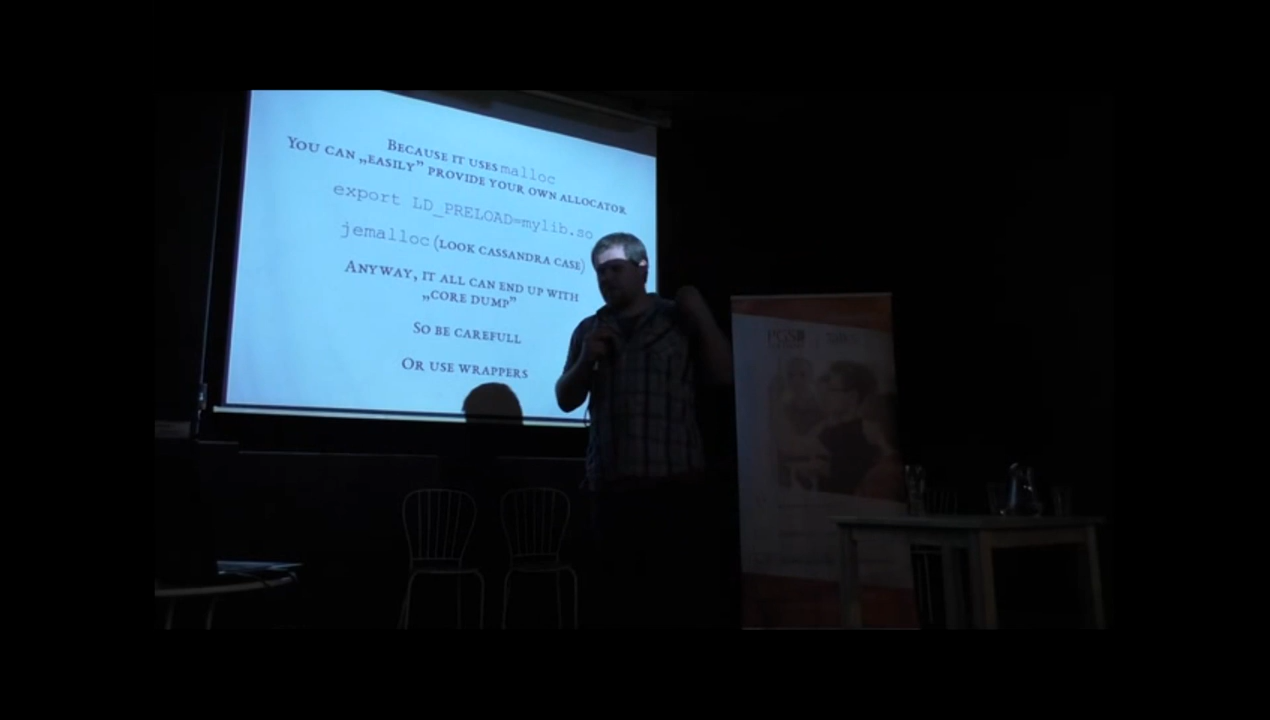 Because it uses malloc
You can „easily” provide your own allocator
export LD_PRELOAD=mylib.so
jemalloc (look Cassandra case)
Anyway, it all can end up with
„core dump”
So be carefull
Or use wrappers
PGS